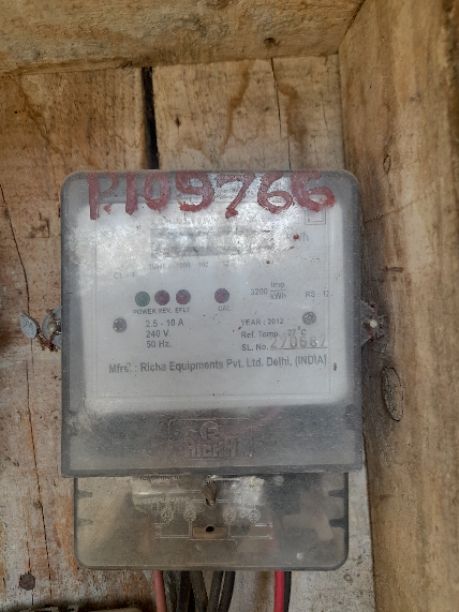 P109766
3200 imp/kWh
POWER REV. EFLT CAL
2.5 - 10 A
240 V
50 Hz.
YEAR : 2012
Ref. Temp. 27°C
SL. No. 270687
Mfrs. : Richa Equipments Pvt. Ltd. Delhi, (INDIA)